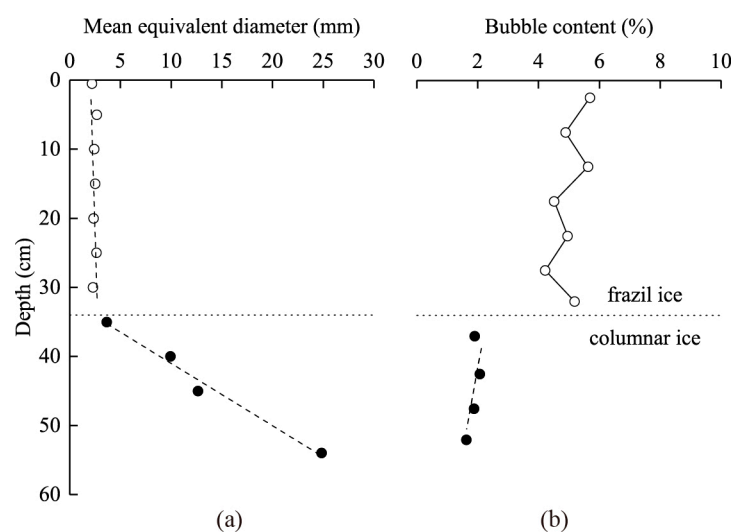 Mean equivalent diameter (mm)
0 5 10 15 20 25 30
Bubble content (%)
0 2 4 6 8 10
Depth (cm)
0
10
20
30
40
50
60
frazil ice
columnar ice
(a)
(b)